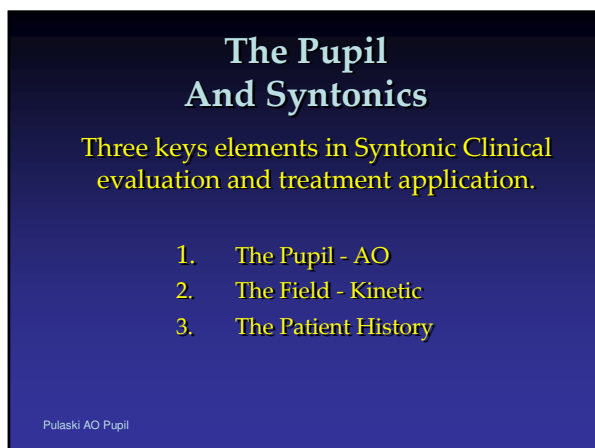 The Pupil
And Syntonics
Three keys elements in Syntonic Clinical
evaluation and treatment application.
1. The Pupil - AO
2. The Field - Kinetic
3. The Patient History
Pulaski AO Pupil